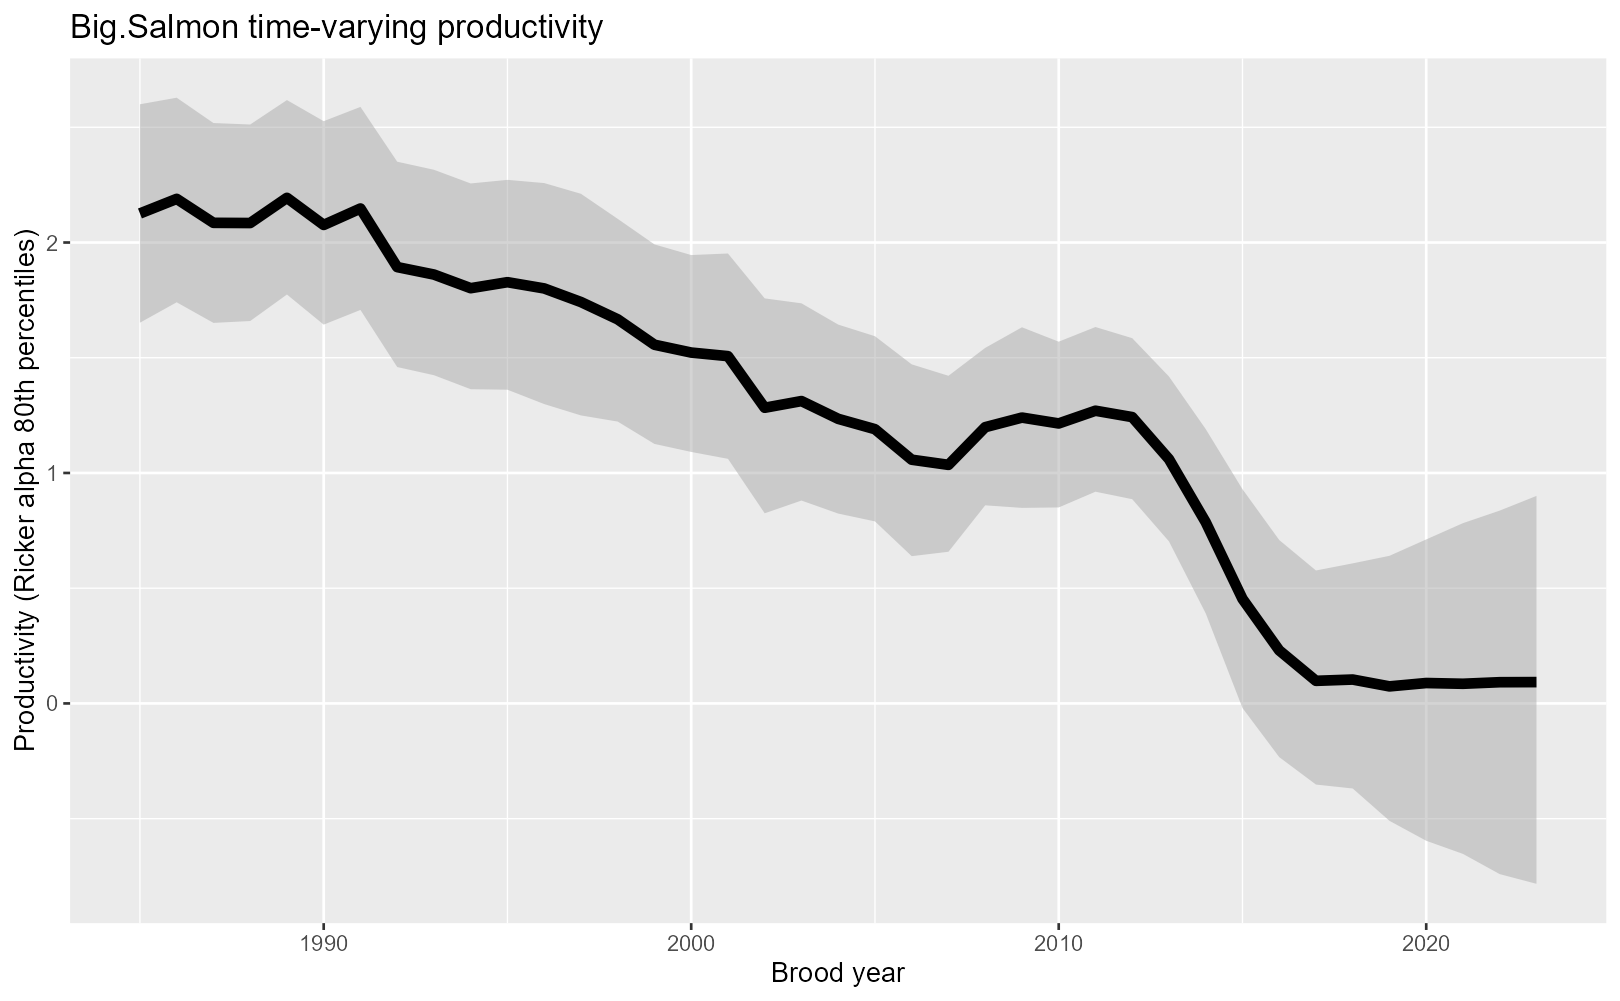 Big.Salmon time-varying productivity
Productivity (Ricker alpha 80th percentiles)
2
1
0
1990
2000
2010
2020
Brood year